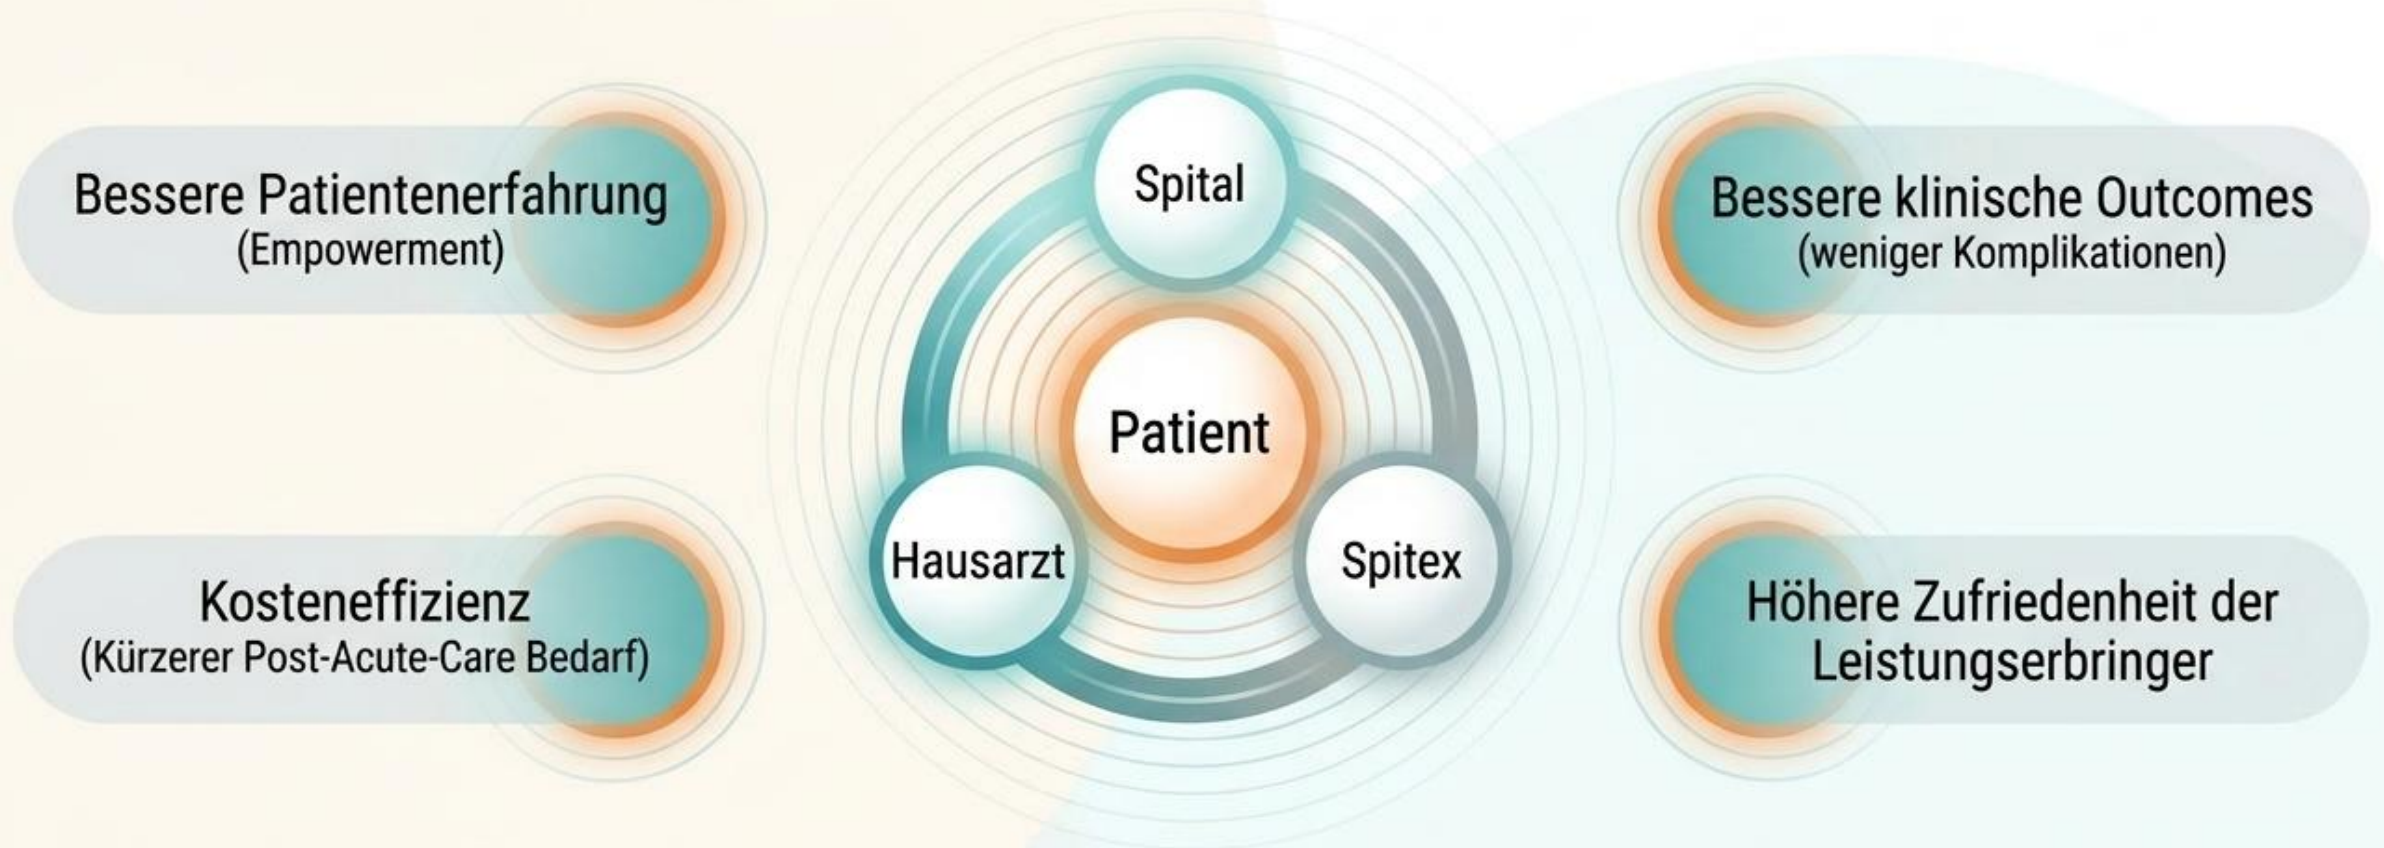 Bessere Patientenerfahrung
(Empowerment)
Kosteneffizienz
(Kürzerer Post-Acute-Care Bedarf)
Spital
Patient
Hausarzt
Spitex
Bessere klinische Outcomes
(weniger Komplikationen)
Höhere Zufriedenheit der
Leistungserbringer